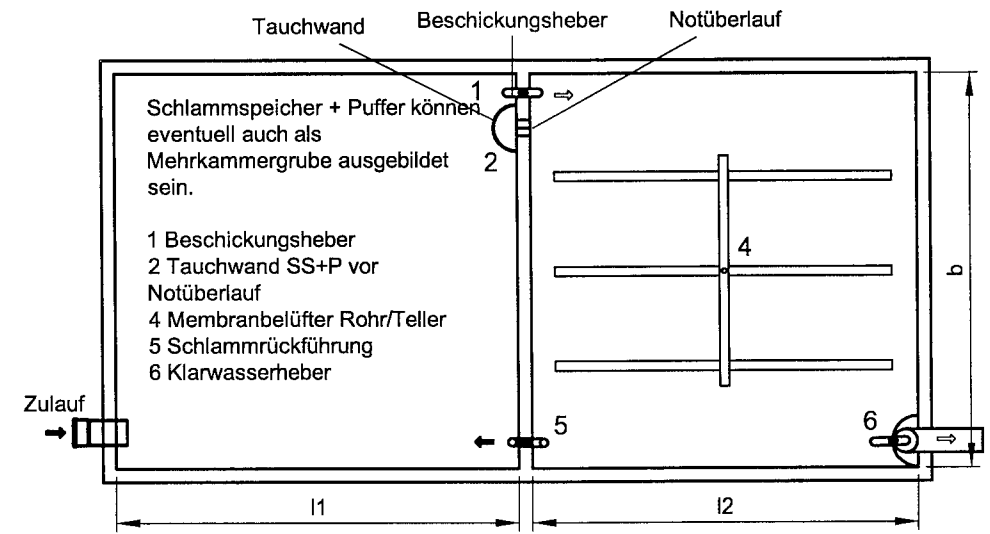 Tauchwand
Beschickungsheber
Notüberlauf
1
Schlammspeicher + Puffer können
eventuell auch als
Mehrkammergrube ausgebildet
sein.
2
1 Beschickungsheber
2 Tauchwand SS+P vor
Notüberlauf
4 Membranbelüfter Rohr/Teller
5 Schlammrückführung
6 Klarwasserheber
4
b
Zulauf
5
6
l1
l2